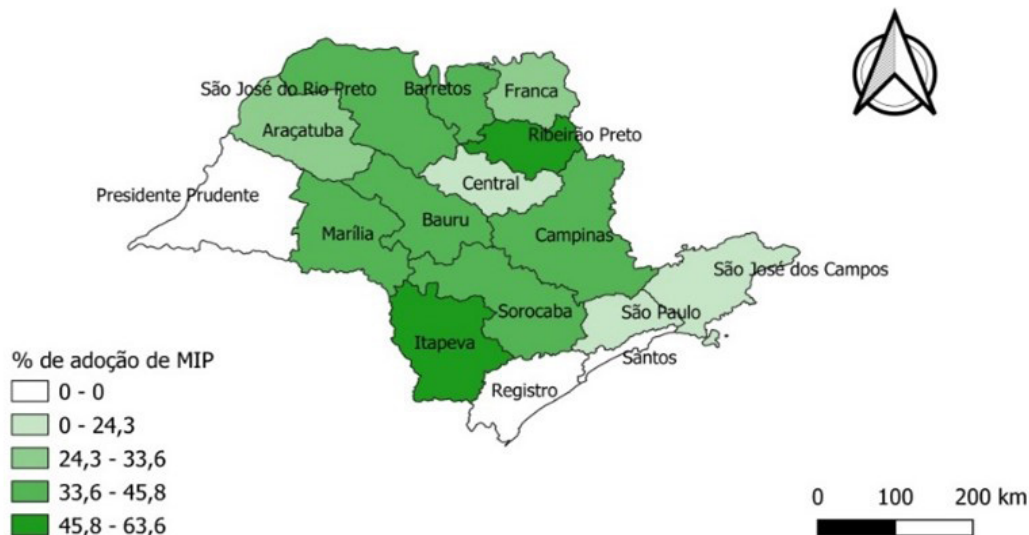 São José do Rio Preto
Barretos
Franca
Araçatuba
Ribeirão Preto
Central
Presidente Prudente
Marília
Bauru
Campinas
São José dos Campos
Sorocaba
São Paulo
Itapeva
Santos
Registro
% de adoção de MIP
0 - 0
0 - 24,3
24,3 - 33,6
33,6 - 45,8
45,8 - 63,6
0 100 200 km